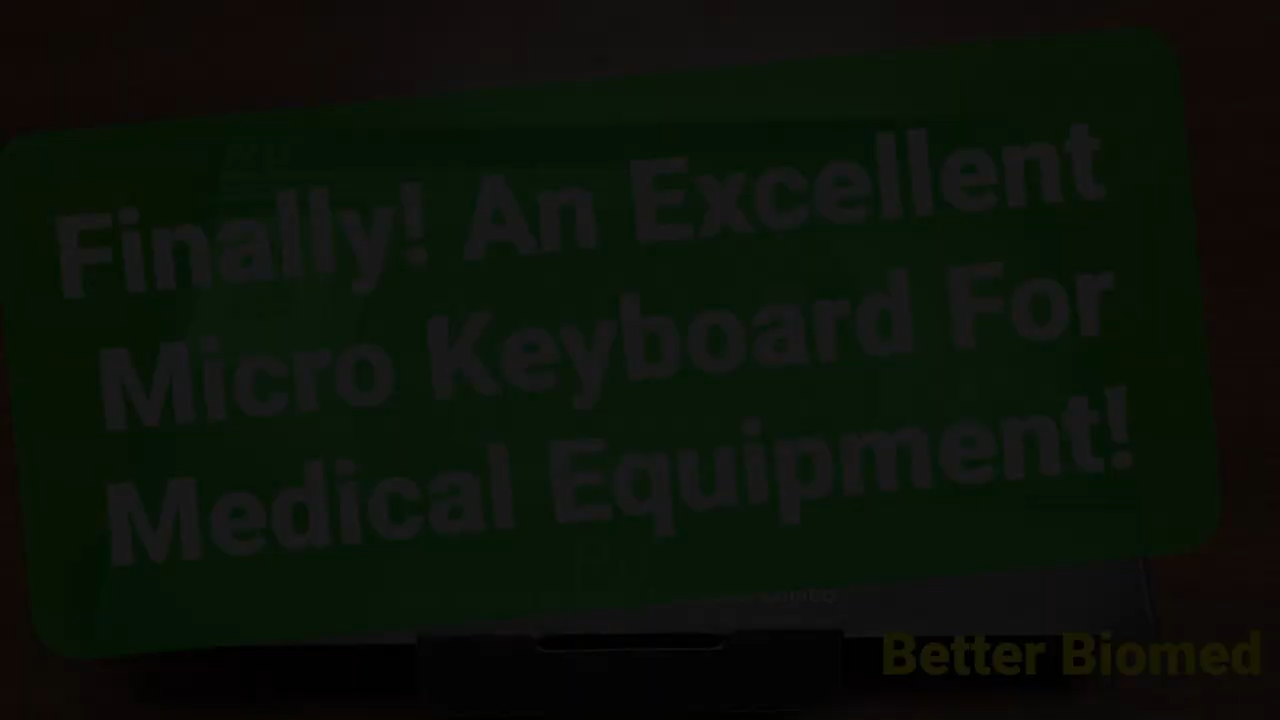 Finally! An Excellent
Micro Keyboard For
Medical Equipment!
Better Biomed